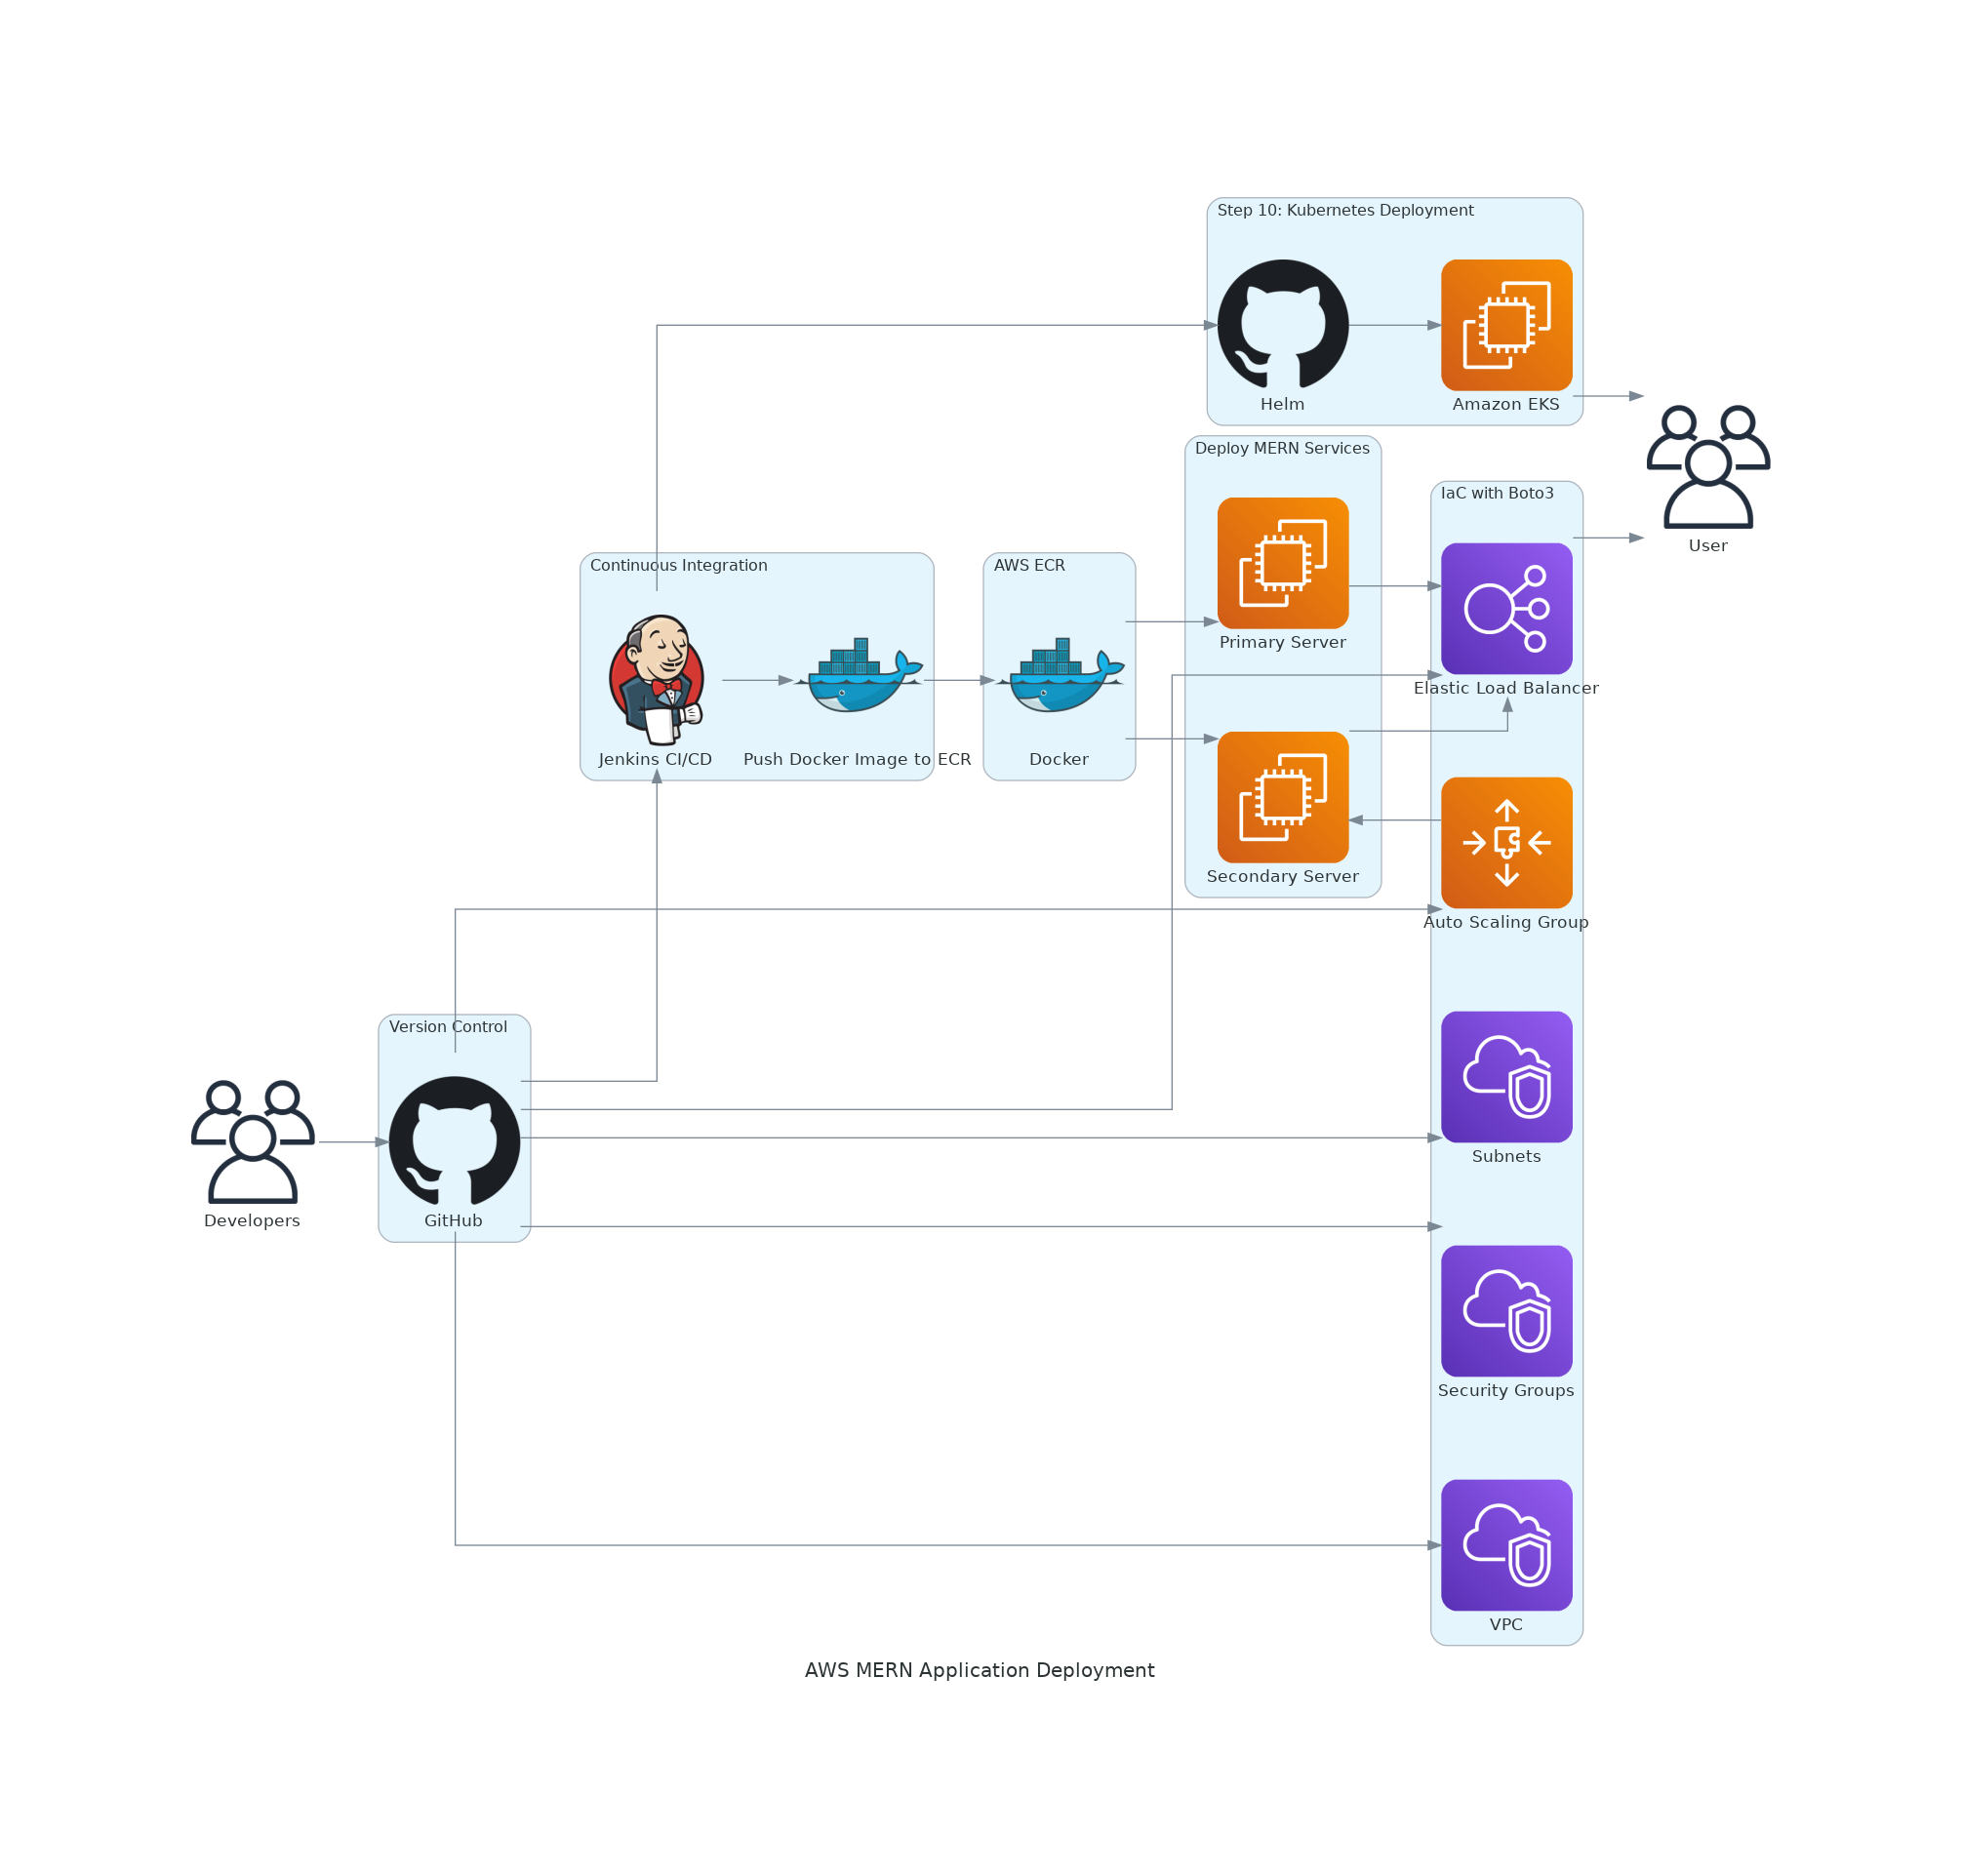 Step 10: Kubernetes Deployment
Helm
Amazon EKS
Deploy MERN Services
IaC with Boto3
User
Continuous Integration
AWS ECR
Primary Server
Elastic Load Balancer
Jenkins CI/CD
Push Docker Image to ECR
Docker
Secondary Server
Auto Scaling Group
Version Control
Subnets
Developers
GitHub
Security Groups
VPC
AWS MERN Application Deployment